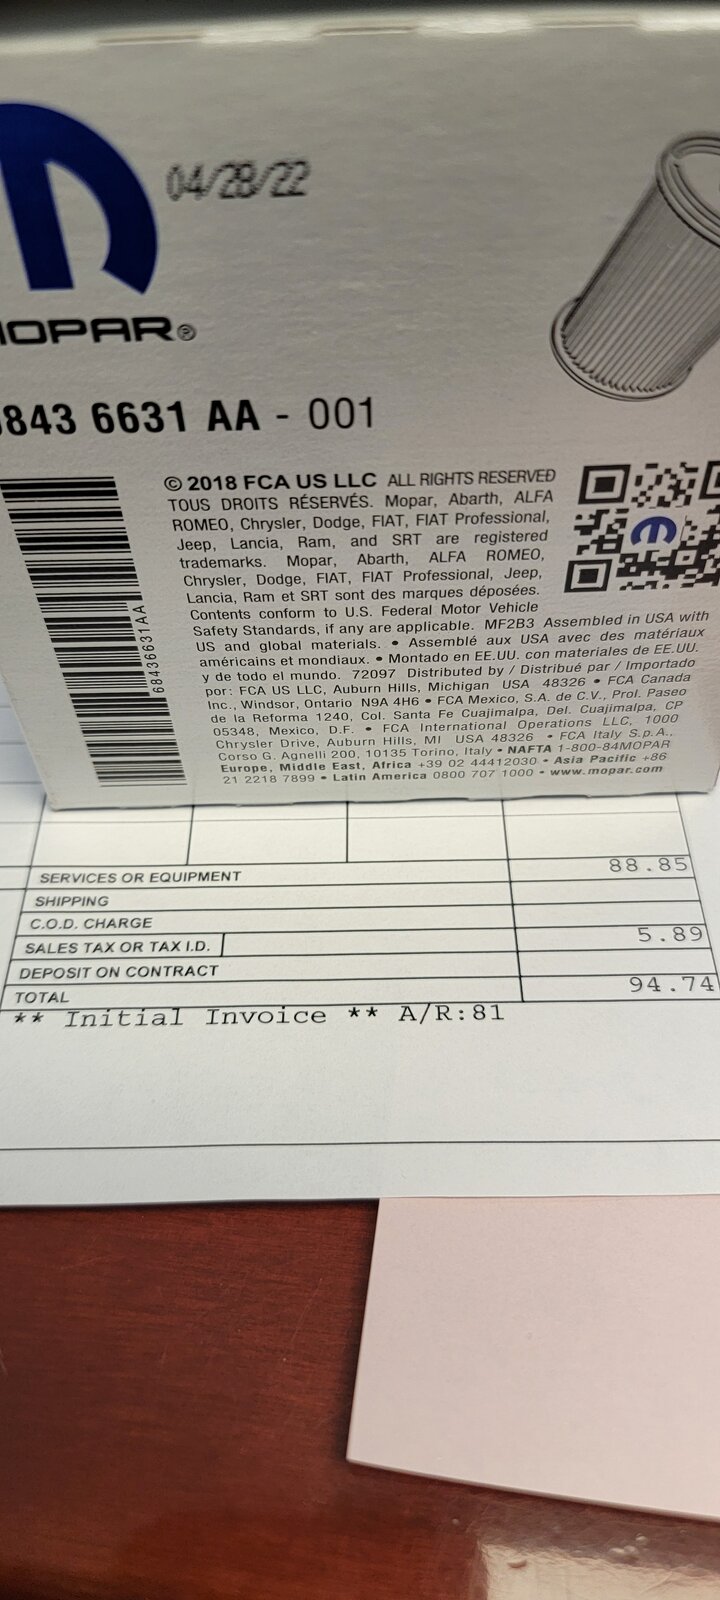 04/28/22
MOPAR®
6843 6631 AA - 001
68436631AA
© 2018 FCA US LLC ALL RIGHTS RESERVED
TOUS DROITS RÉSERVÉS. Mopar, Abarth, ALFA
ROMEO, Chrysler, Dodge, FIAT, FIAT Professional,
Jeep, Lancia, Ram, and SRT are registered
trademarks. Mopar, Abarth, ALFA ROMEO,
Chrysler, Dodge, FIAT, FIAT Professional, Jeep,
Lancia, Ram et SRT sont des marques déposées.
Contents conform to U.S. Federal Motor Vehicle
Safety Standards, if any are applicable. MF2B3 Assembled in USA with
US and global materials. • Assemblé aux USA avec des matériaux
américains et mondiaux. • Montado en EE.UU. con materiales de EE.UU.
y de todo el mundo. 72097 Distributed by / Distribué par / Importado
por: FCA US LLC, Auburn Hills, Michigan USA 48326 • FCA Canada
Inc., Windsor, Ontario N9A 4H6 • FCA Mexico, S.A. de C.V., Prol. Paseo
de la Reforma 1240, Col. Santa Fe Cuajimalpa, Del. Cuajimalpa, CP
05348, Mexico, D.F. • FCA International Operations LLC, 1000
Chrysler Drive, Auburn Hills, MI USA 48326 • FCA Italy S.p.A.,
Corso G. Agnelli 200, 10135 Torino, Italy • NAFTA 1-800-84MOPAR
Europe, Middle East, Africa +39 02 44412030 • Asia Pacific +86
21 2218 7899 • Latin America 0800 707 1000 • www.mopar.com
SERVICES OR EQUIPMENT 88.85
SHIPPING
C.O.D. CHARGE
SALES TAX OR TAX I.D. 5.89
DEPOSIT ON CONTRACT
TOTAL 94.74
** Initial Invoice ** A/R:81